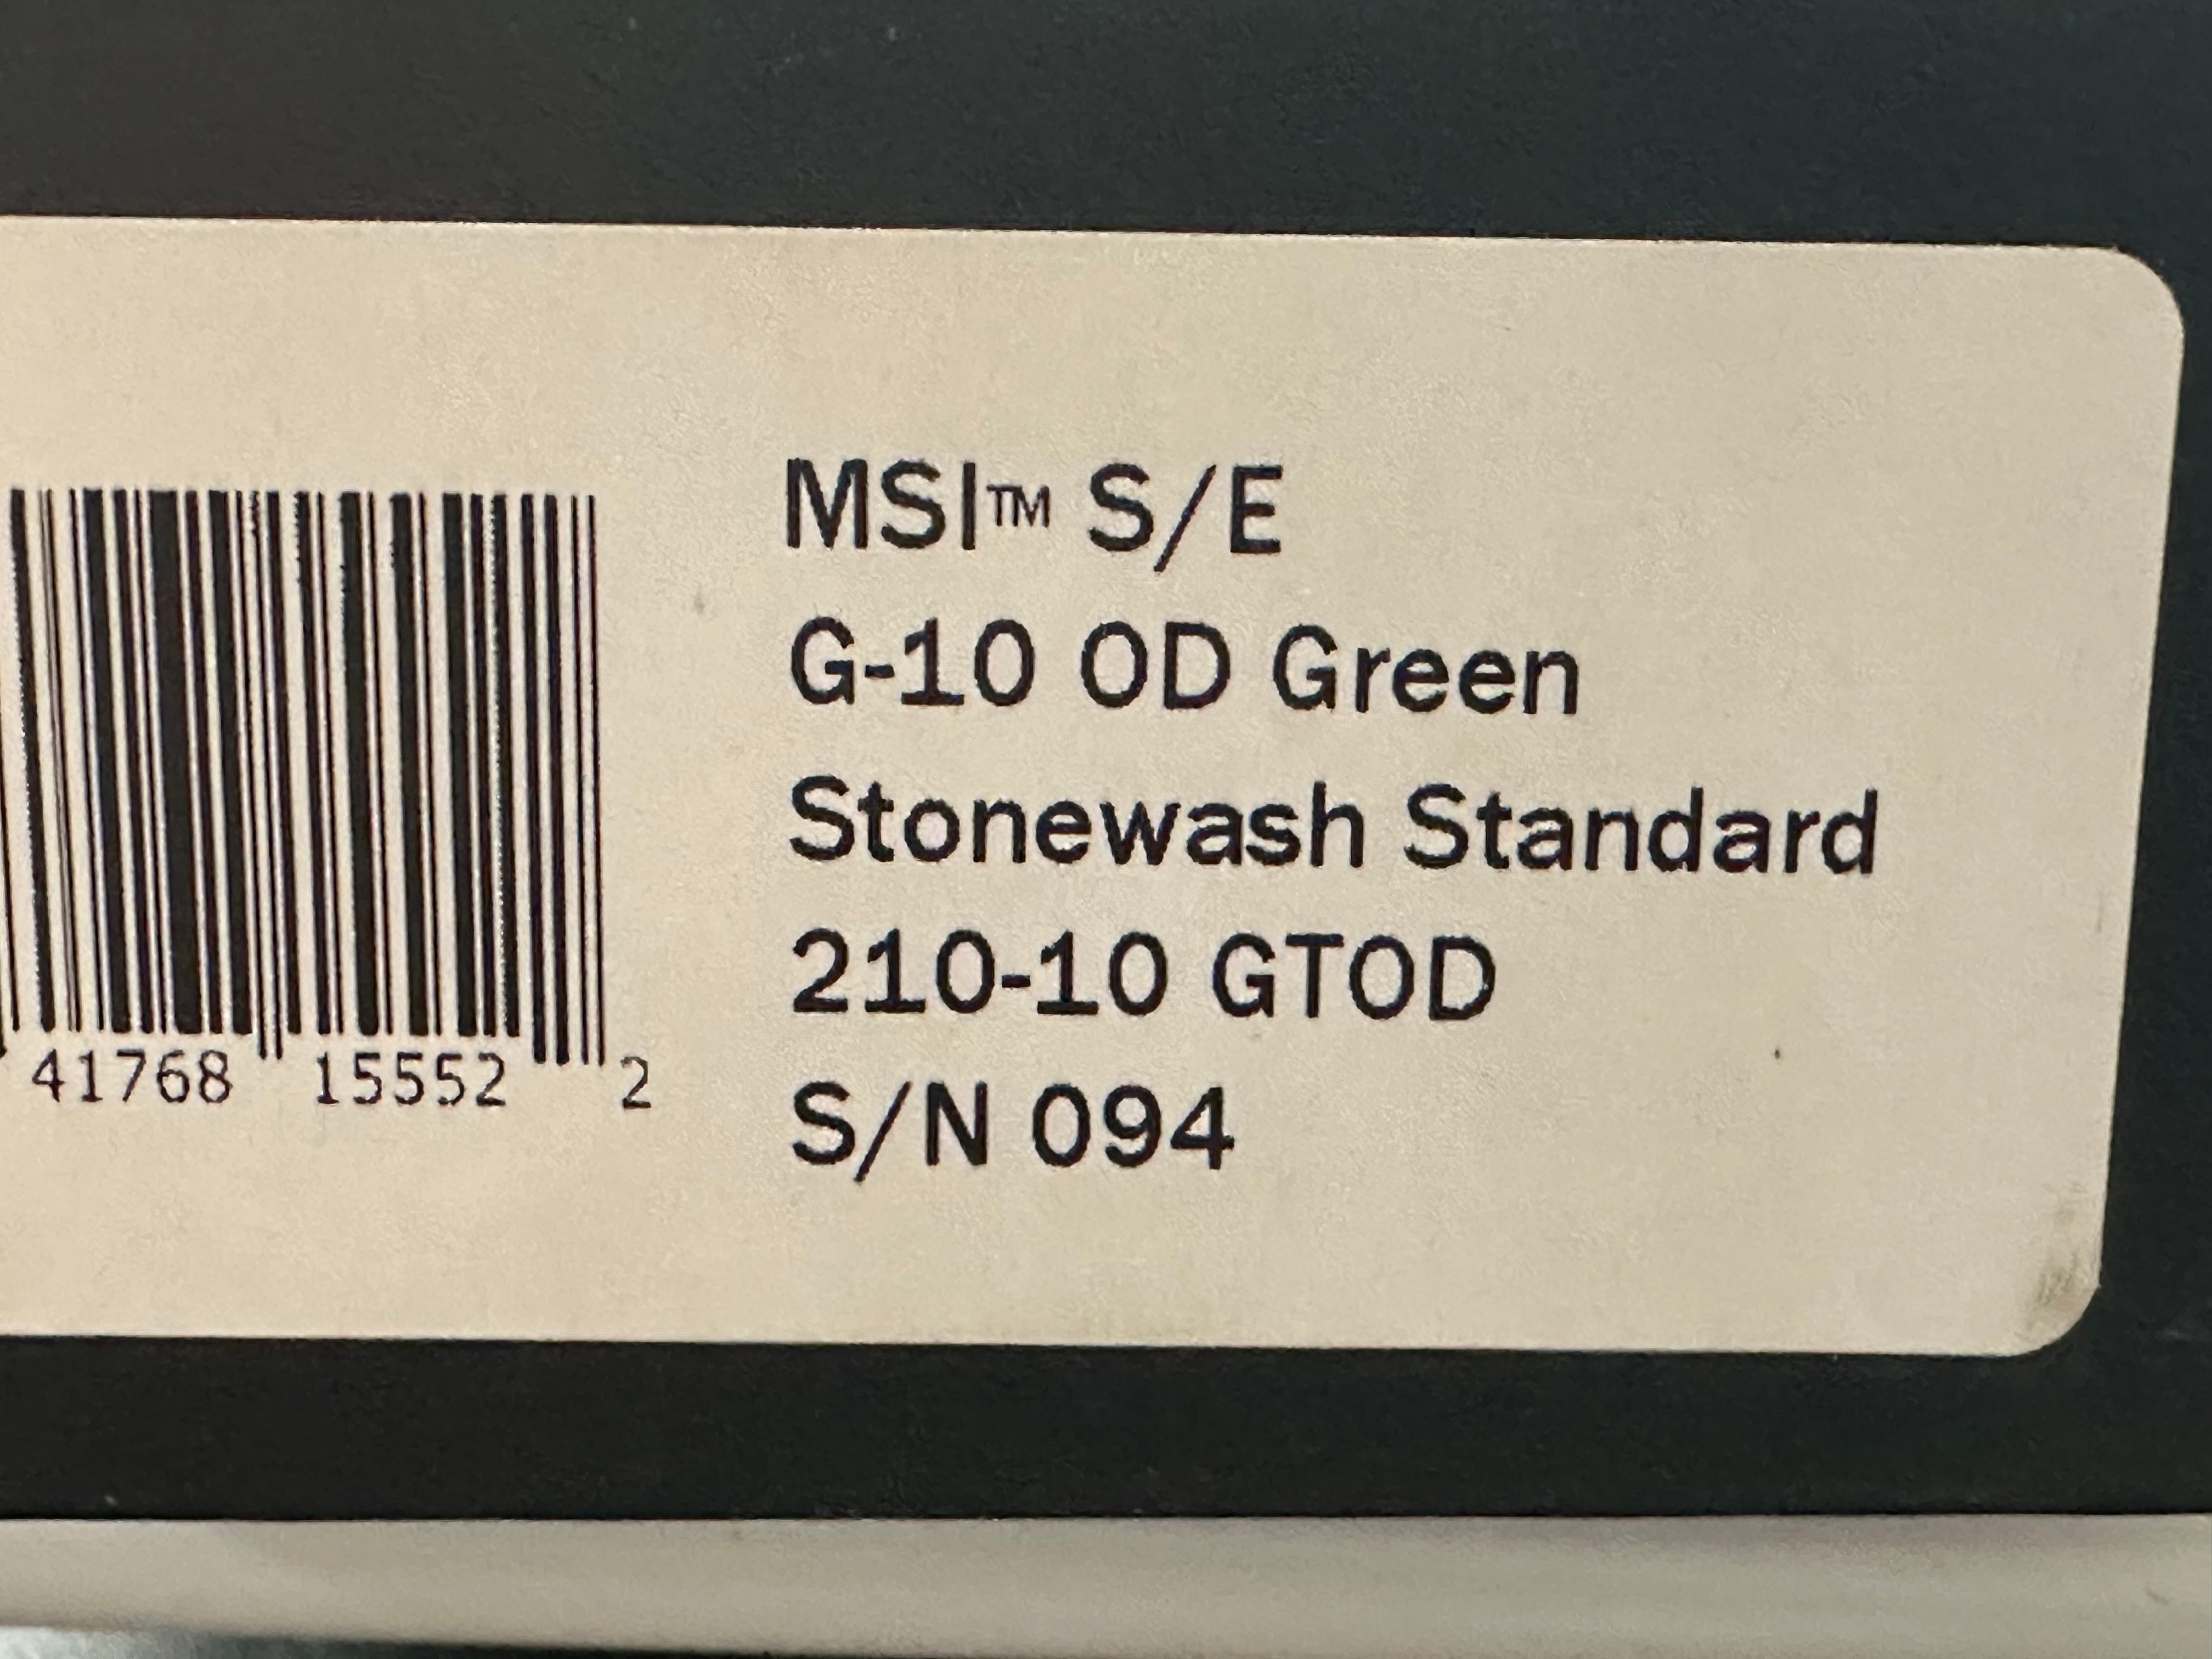 MSI™ S/E
G-10 OD Green
Stonewash Standard
210-10 GTOD
S/N 094
41768 15552 2